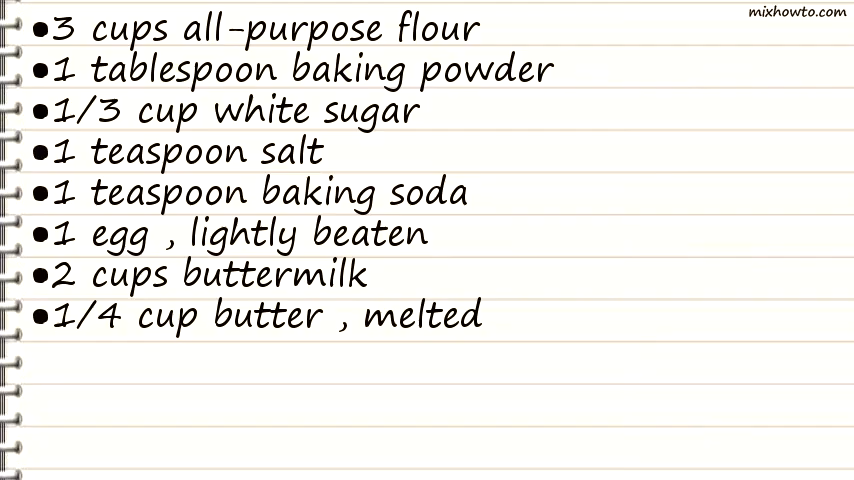 mixhowto.com
•3 cups all-purpose flour
•1 tablespoon baking powder
•1/3 cup white sugar
•1 teaspoon salt
•1 teaspoon baking soda
•1 egg , lightly beaten
•2 cups buttermilk
•1/4 cup butter , melted